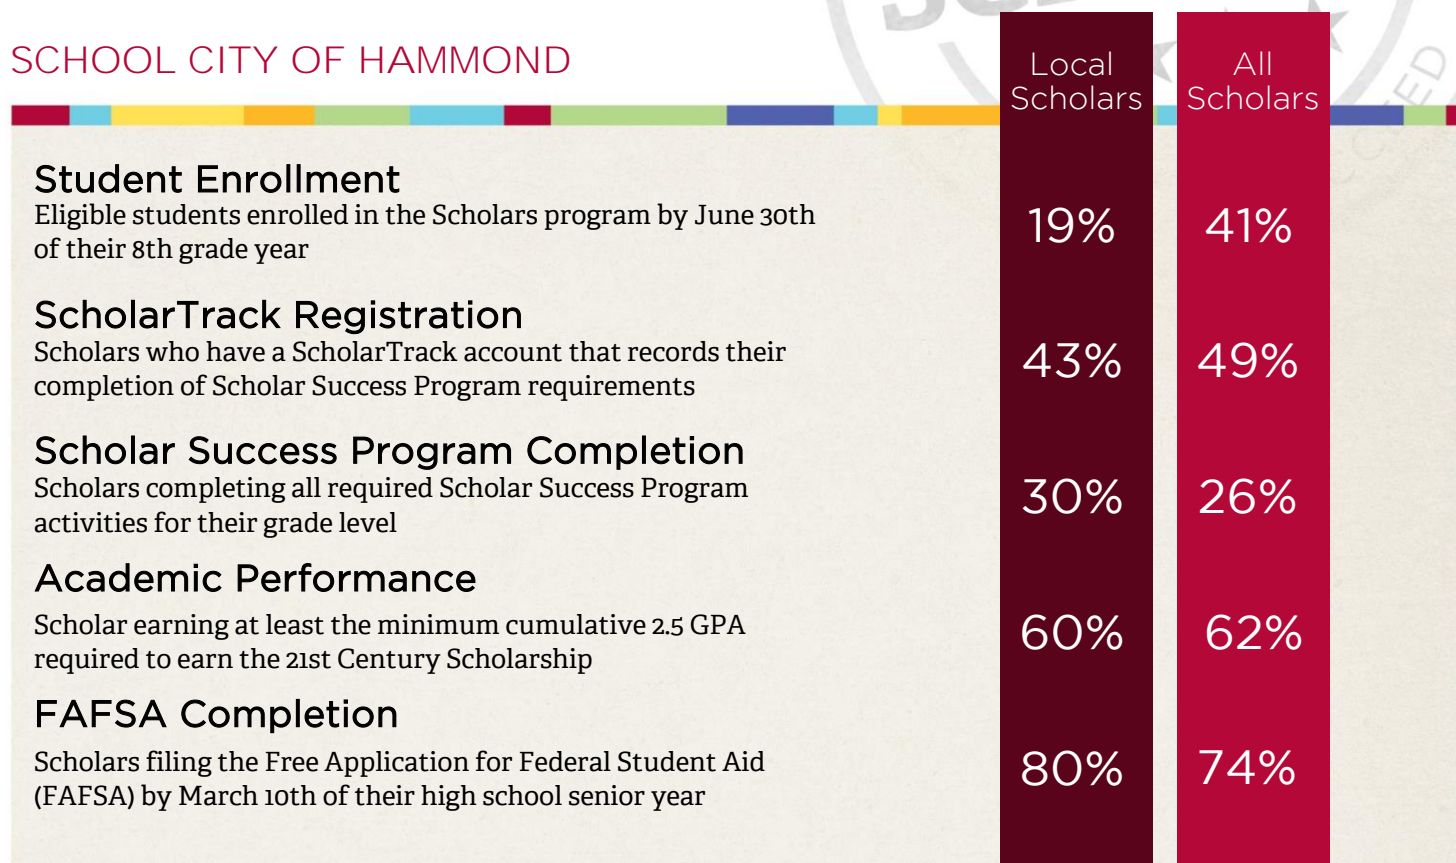 SCHOOL CITY OF HAMMOND
Local
Scholars
All
Scholars
Student Enrollment
Eligible students enrolled in the Scholars program by June 30th
of their 8th grade year
19%
41%
ScholarTrack Registration
Scholars who have a ScholarTrack account that records their
completion of Scholar Success Program requirements
43%
49%
Scholar Success Program Completion
Scholars completing all required Scholar Success Program
activities for their grade level
30%
26%
Academic Performance
Scholar earning at least the minimum cumulative 2.5 GPA
required to earn the 21st Century Scholarship
60%
62%
FAFSA Completion
Scholars filing the Free Application for Federal Student Aid
(FAFSA) by March 10th of their high school senior year
80%
74%